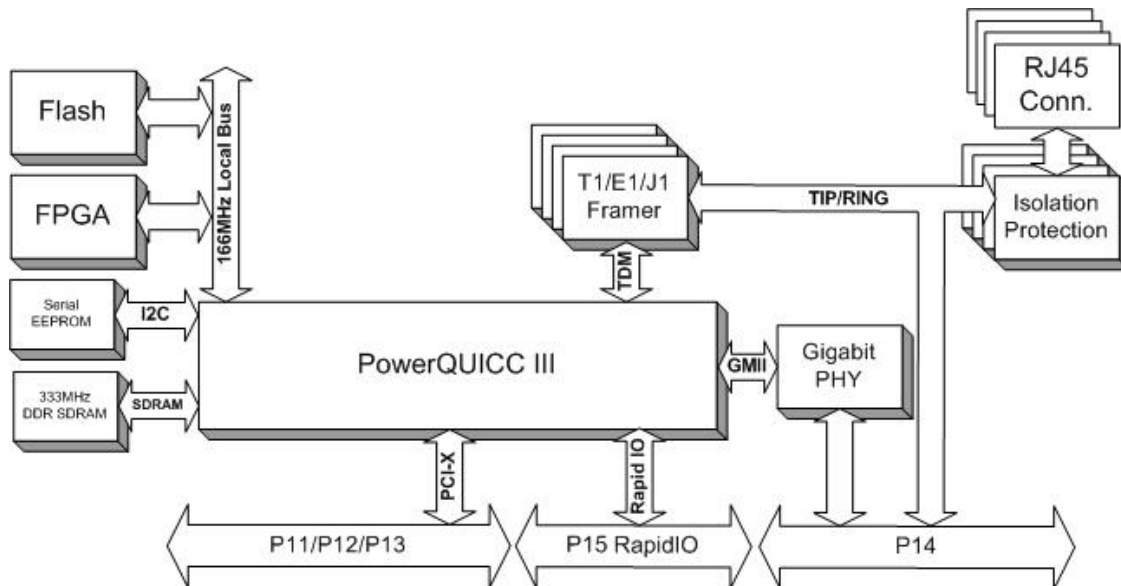 Flash
166MHz Local Bus
FPGA
RJ45
Conn.
T1/E1/J1
Framer
TIP/RING
Isolation
Protection
TDM
Serial
EEPROM
I2C
PowerQUICC III
GMII
Gigabit
PHY
333MHz
DDR SDRAM
SDRAM
PCI-X
Rapid IO
P11/P12/P13
P15 RapidIO
P14